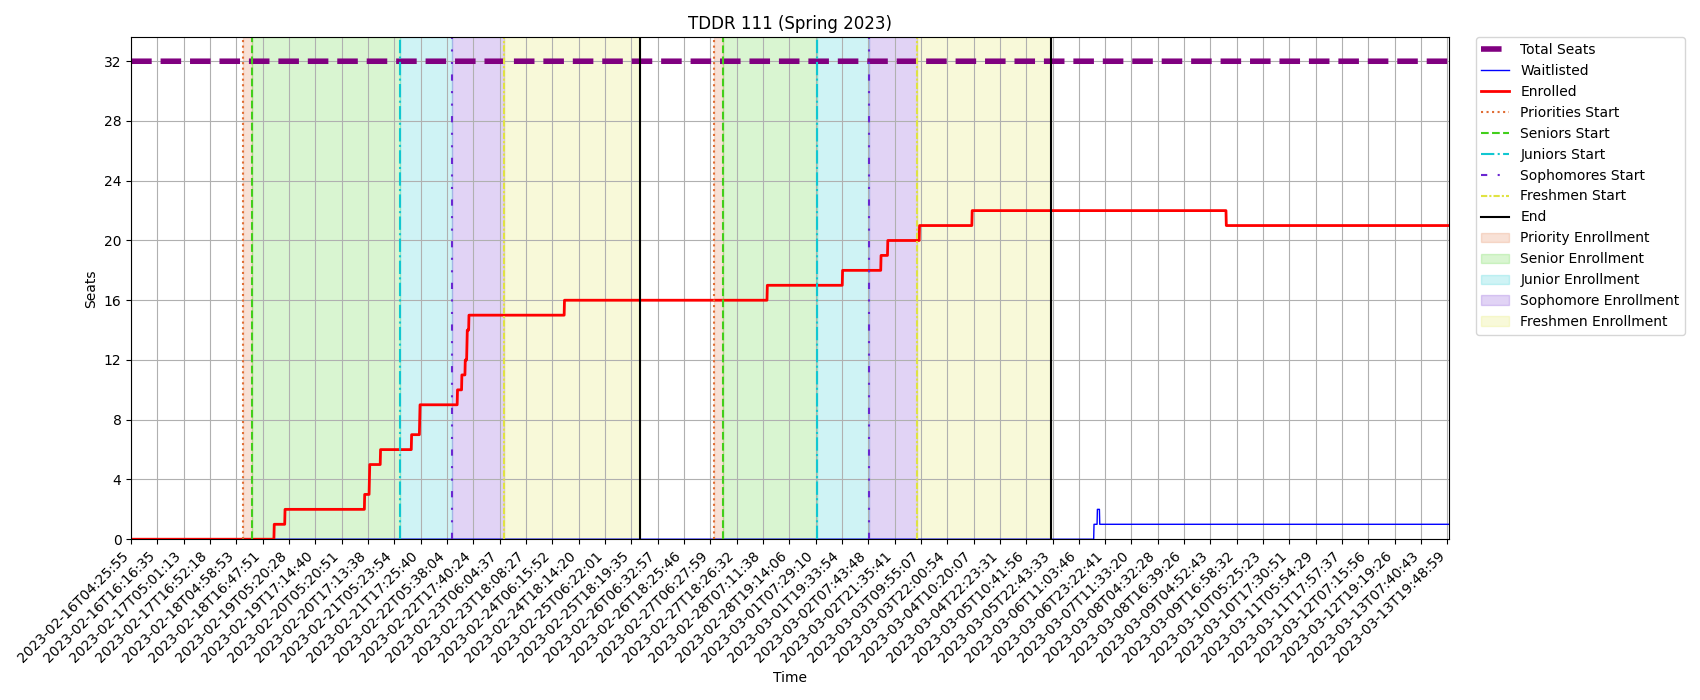 TDDR 111 (Spring 2023)
Seats
32
28
24
20
16
12
8
4
0
2023-02-16T04:25:55
2023-02-16T16:16:35
2023-02-17T05:01:13
2023-02-17T16:52:18
2023-02-18T04:58:53
2023-02-18T16:47:51
2023-02-19T05:20:28
2023-02-19T17:14:40
2023-02-20T05:20:51
2023-02-20T17:13:38
2023-02-21T05:23:54
2023-02-21T17:25:40
2023-02-22T05:38:04
2023-02-22T17:40:24
2023-02-23T06:04:37
2023-02-23T18:08:27
2023-02-24T06:15:52
2023-02-24T18:14:20
2023-02-25T06:22:01
2023-02-25T18:19:35
2023-02-26T06:32:57
2023-02-26T18:25:46
2023-02-27T06:27:59
2023-02-27T18:26:32
2023-02-28T07:11:38
2023-02-28T19:14:06
2023-03-01T07:29:10
2023-03-01T19:33:54
2023-03-02T07:43:48
2023-03-02T21:35:41
2023-03-03T09:55:07
2023-03-03T22:00:54
2023-03-04T10:20:07
2023-03-04T22:23:31
2023-03-05T10:41:56
2023-03-05T22:43:33
2023-03-06T11:03:46
2023-03-06T23:22:41
2023-03-07T11:33:20
2023-03-08T04:32:28
2023-03-08T16:39:26
2023-03-09T04:52:43
2023-03-09T16:58:32
2023-03-10T05:25:23
2023-03-10T17:30:51
2023-03-11T05:54:29
2023-03-11T17:57:37
2023-03-12T07:15:56
2023-03-12T19:19:26
2023-03-13T07:40:43
2023-03-13T19:48:59
Time
Total Seats
Waitlisted
Enrolled
Priorities Start
Seniors Start
Juniors Start
Sophomores Start
Freshmen Start
End
Priority Enrollment
Senior Enrollment
Junior Enrollment
Sophomore Enrollment
Freshmen Enrollment